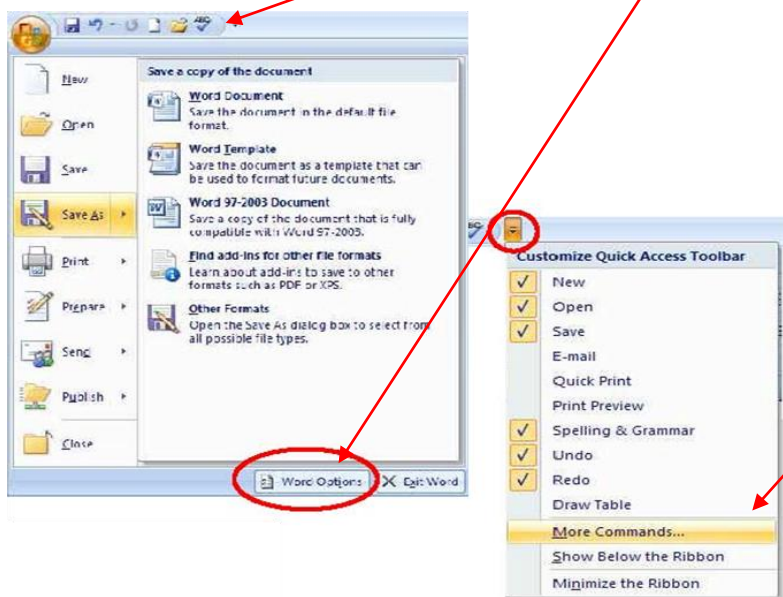 New
Open
Save
Save As
Print
Prepare
Send
Publish
Close
Save a copy of the document
Word Document
Save the document in the default file
format.
Word Template
Save the document as a template that can
be used to format future documents.
Word 97-2003 Document
Save a copy of the document that is fully
compatible with Word 97-2003.
Find add-ins for other file formats
Learn about add-ins to save to other
formats such as PDF or XPS.
Other Formats
Open the Save As dialog box to select from
all possible file types.
Word Options
Exit Word
Customize Quick Access Toolbar
New
Open
Save
E-mail
Quick Print
Print Preview
Spelling & Grammar
Undo
Redo
Draw Table
More Commands...
Show Below the Ribbon
Minimize the Ribbon